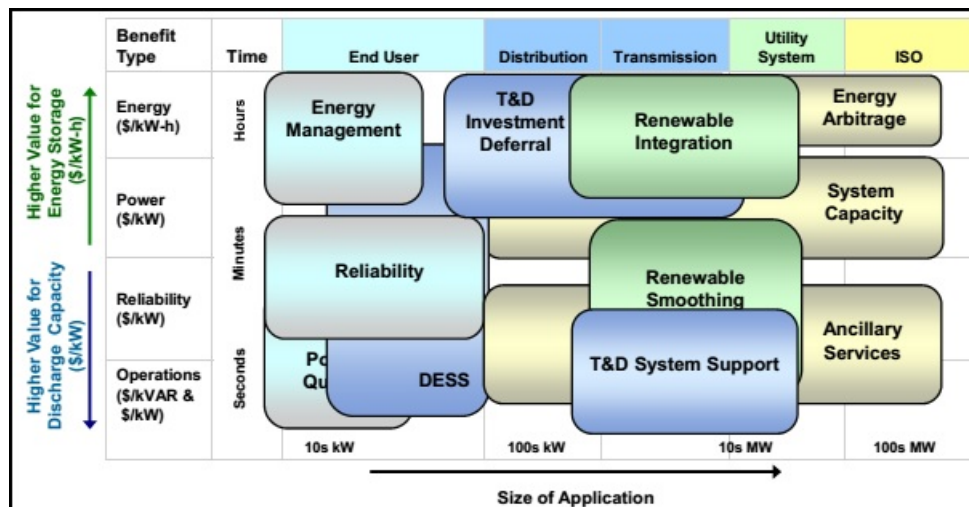 Benefit
Type
Time
End User
Distribution
Transmission
Utility
System
ISO
Higher Value for
Energy Storage
($/kW-h)
Higher Value for
Discharge Capacity
($/kW)
Energy
($/kW-h)
Power
($/kW)
Reliability
($/kW)
Operations
($/kVAR &
$/kW)
Hours
Minutes
Seconds
Energy
Management
T&D
Investment
Deferral
Renewable
Integration
Energy
Arbitrage
System
Capacity
Reliability
Renewable
Smoothing
Ancillary
Services
Po
Qu
DESS
T&D System Support
10s kW
100s kW
10s MW
100s MW
Size of Application